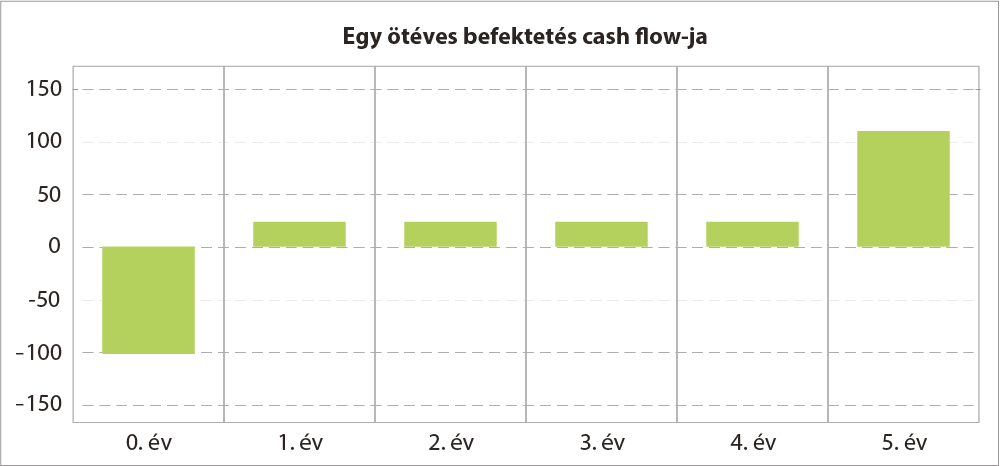 Egy ötéves befektetés cash flow-ja
150
100
50
0
-50
-100
-150
0. év
1. év
2. év
3. év
4. év
5. év